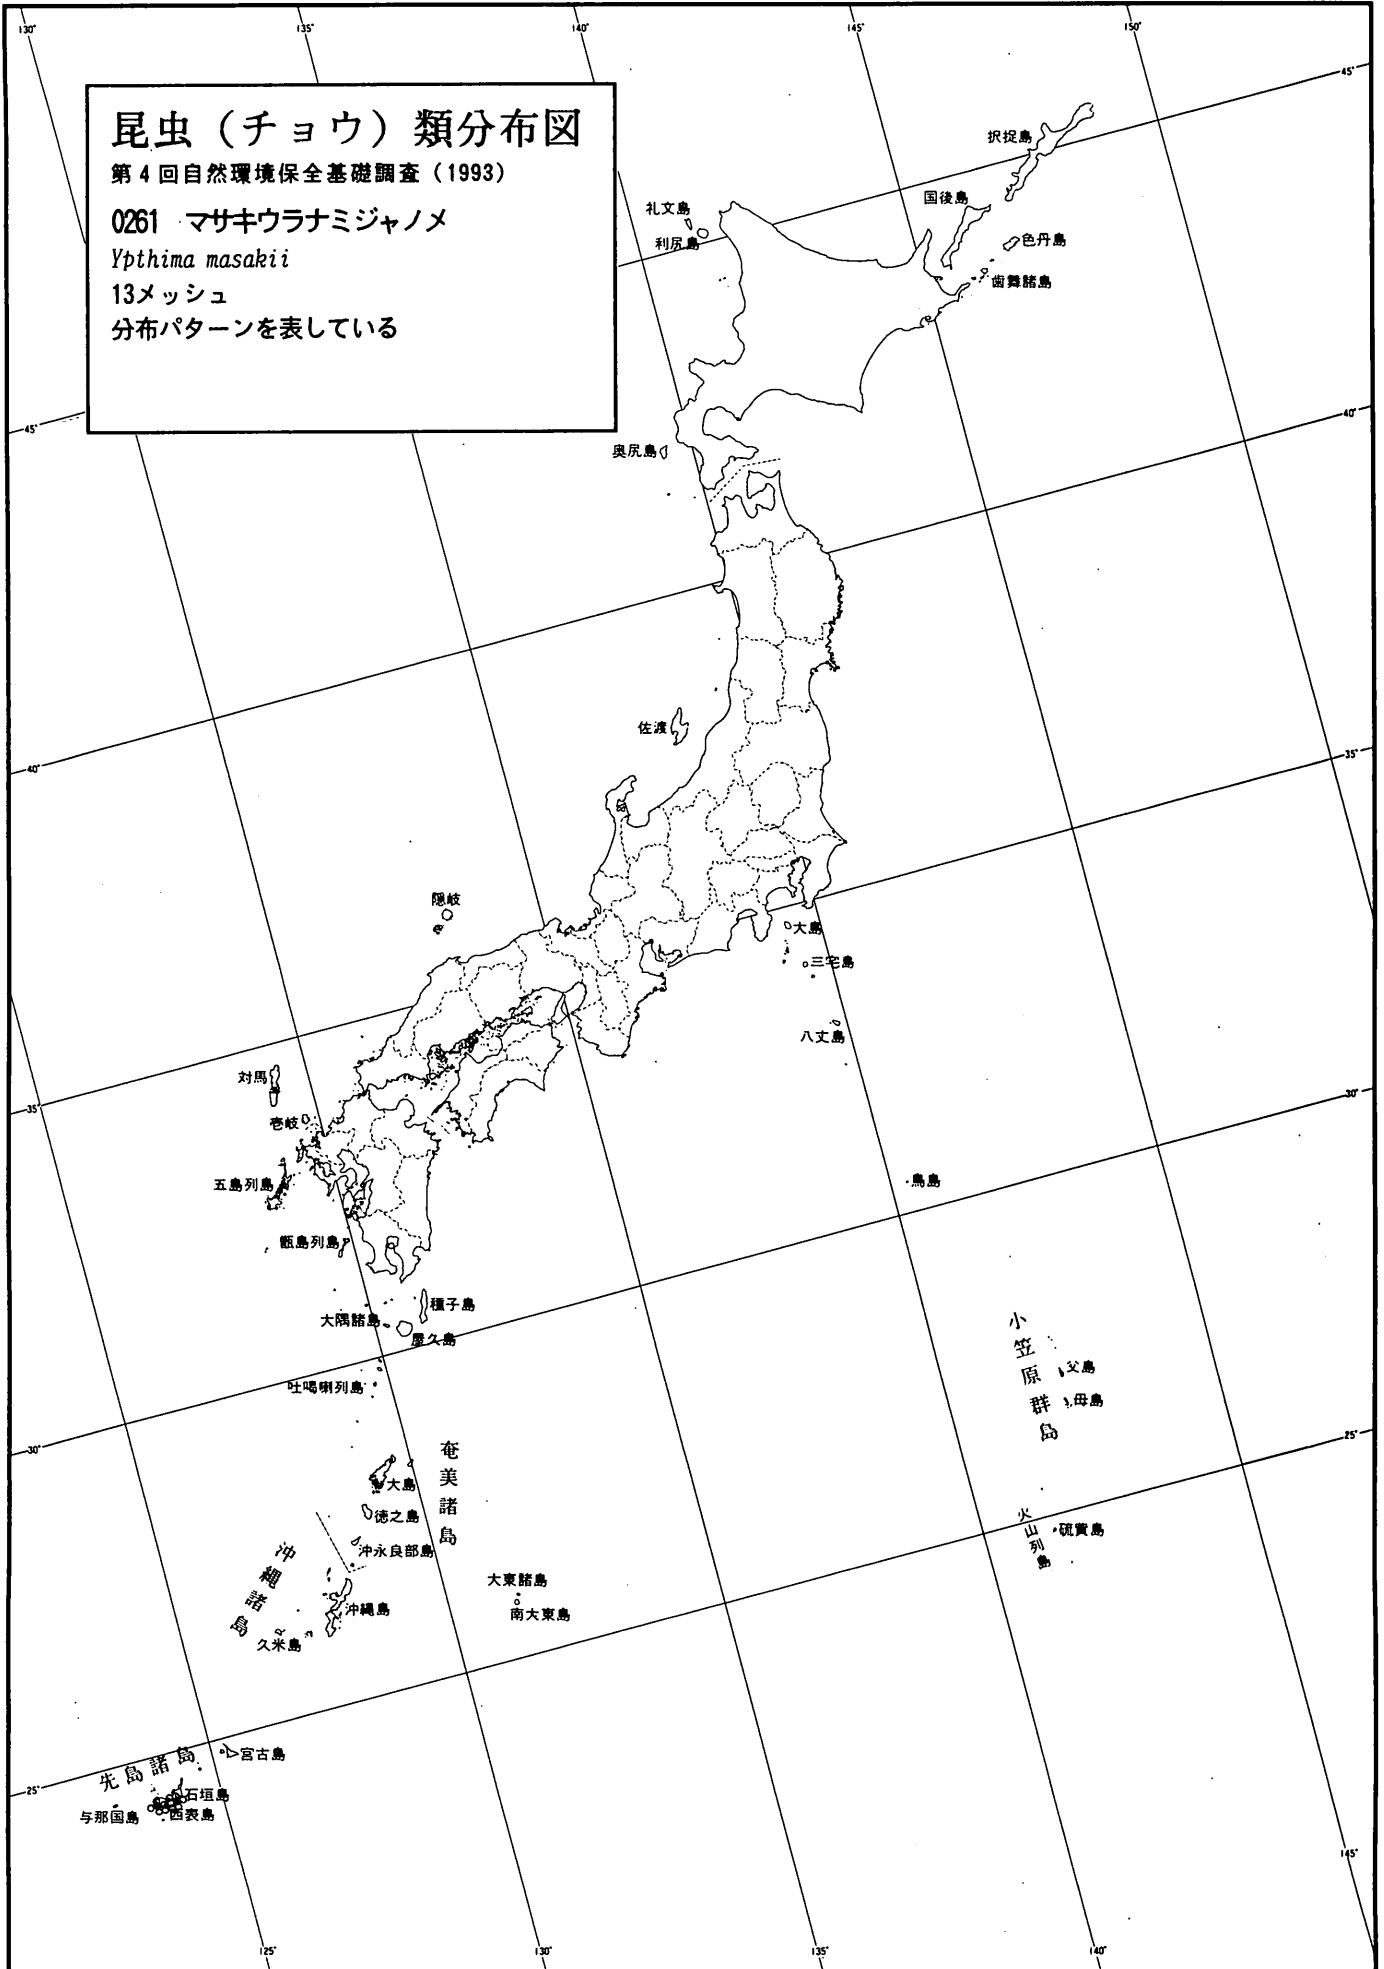 130°
135°
140°
145°
150°
昆虫（チョウ）類分布図
第4回自然環境保全基礎調査（1993）
0261 マサキウラナミジャノメ
Ypthima masakii
13メッシュ
分布パターンを表している
45°
択捉島
国後島
礼文島
利尻島
色丹島
歯舞諸島
40°
45°
奥尻島
佐渡
35°
40°
隠岐
大島
三宅島
八丈島
対馬
30°
35°
壱岐
五島列島
鳥島
甑島列島
種子島
大隅諸島
屋久島
小笠原群島
父島
吐喝喇列島
母島
25°
30°
奄美諸島
大島
徳之島
火山列島
硫黄島
沖永良部島
沖縄諸島
大東諸島
沖縄島
南大東島
久米島
先島諸島
宮古島
25°
石垣島
与那国島
西表島
145°
125°
130°
135°
140°